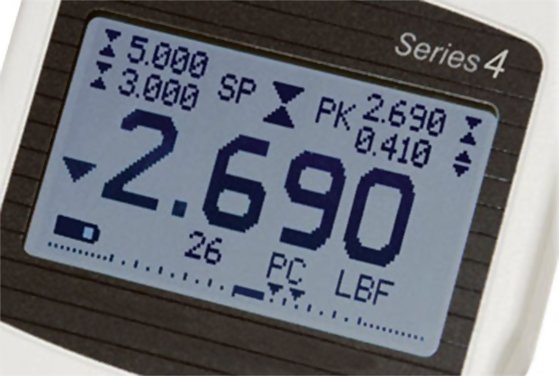 Series 4
5.000 SP PK 2.690
3.000 0.410
2.690
26 PC LBF